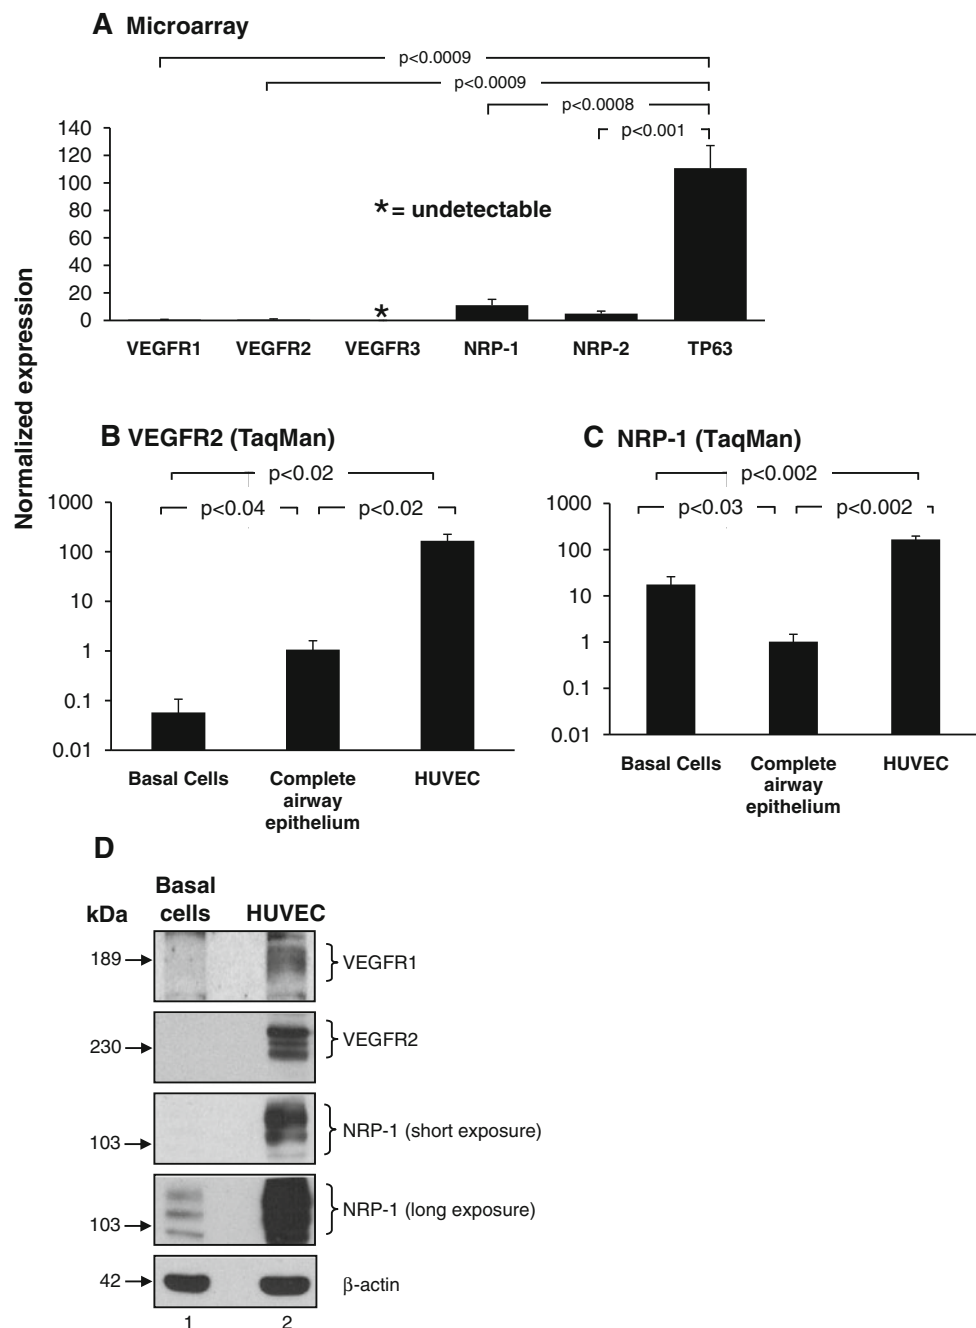 A Microarray
p<0.0009
p<0.0009
p<0.0008
p<0.001
140
120
100
80
60
40
20
0
*= undetectable
*
VEGFR1 VEGFR2 VEGFR3 NRP-1 NRP-2 TP63
Normalized expression
B VEGFR2 (TaqMan)
p<0.02
p<0.04 p<0.02
1000
100
10
1
0.1
0.01
Basal Cells Complete airway epithelium HUVEC
C NRP-1 (TaqMan)
p<0.002
p<0.03 p<0.002
1000
100
10
1
0.1
0.01
Basal Cells Complete airway epithelium HUVEC
D
kDa Basal cells HUVEC
189 VEGFR1
230 VEGFR2
103 NRP-1 (short exposure)
103 NRP-1 (long exposure)
42 β-actin
1 2